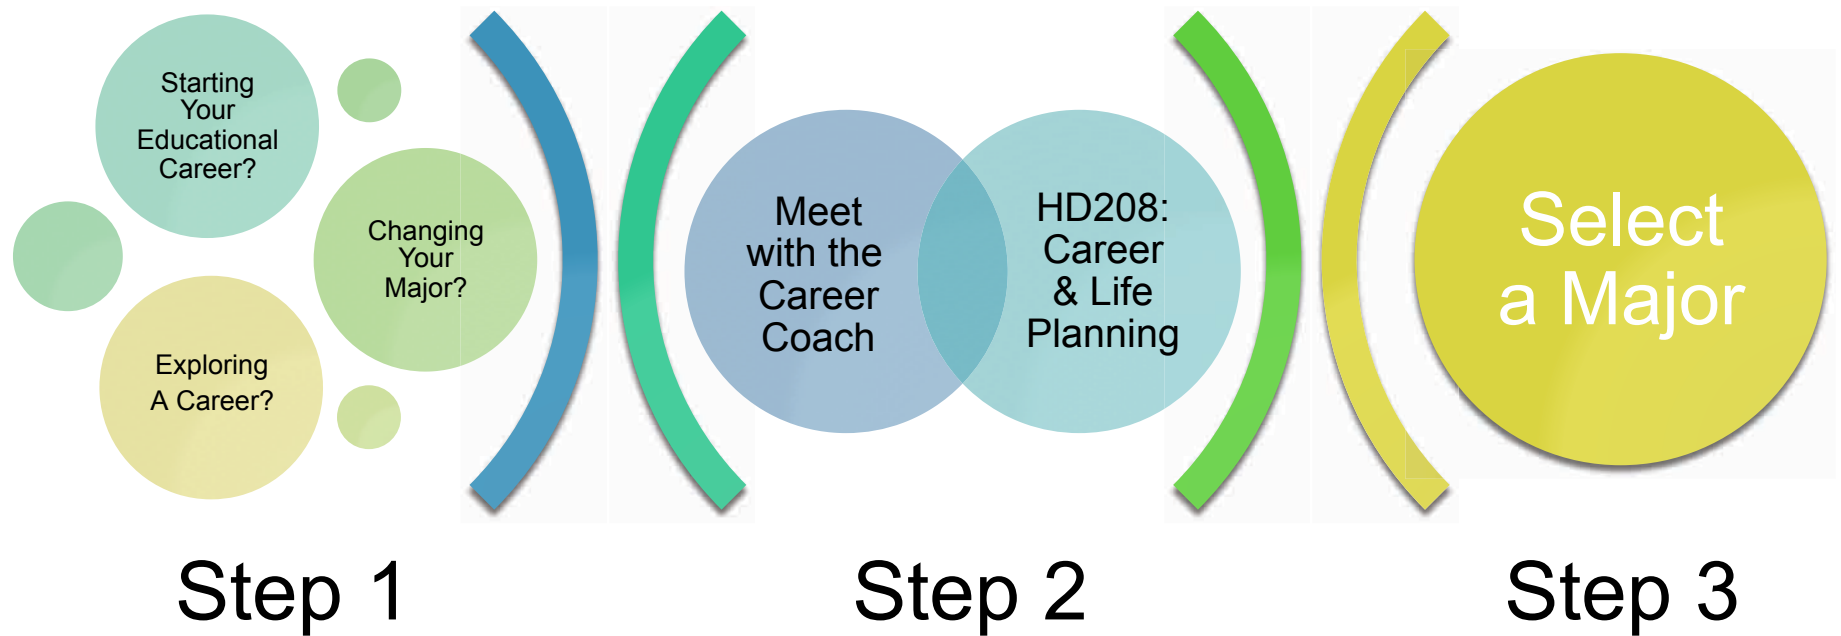 Starting
Your
Educational
Career?
Changing
Your
Major?
Exploring
A Career?
Meet
with the
Career
Coach
HD208:
Career
& Life
Planning
Select
a Major
Step 1
Step 2
Step 3